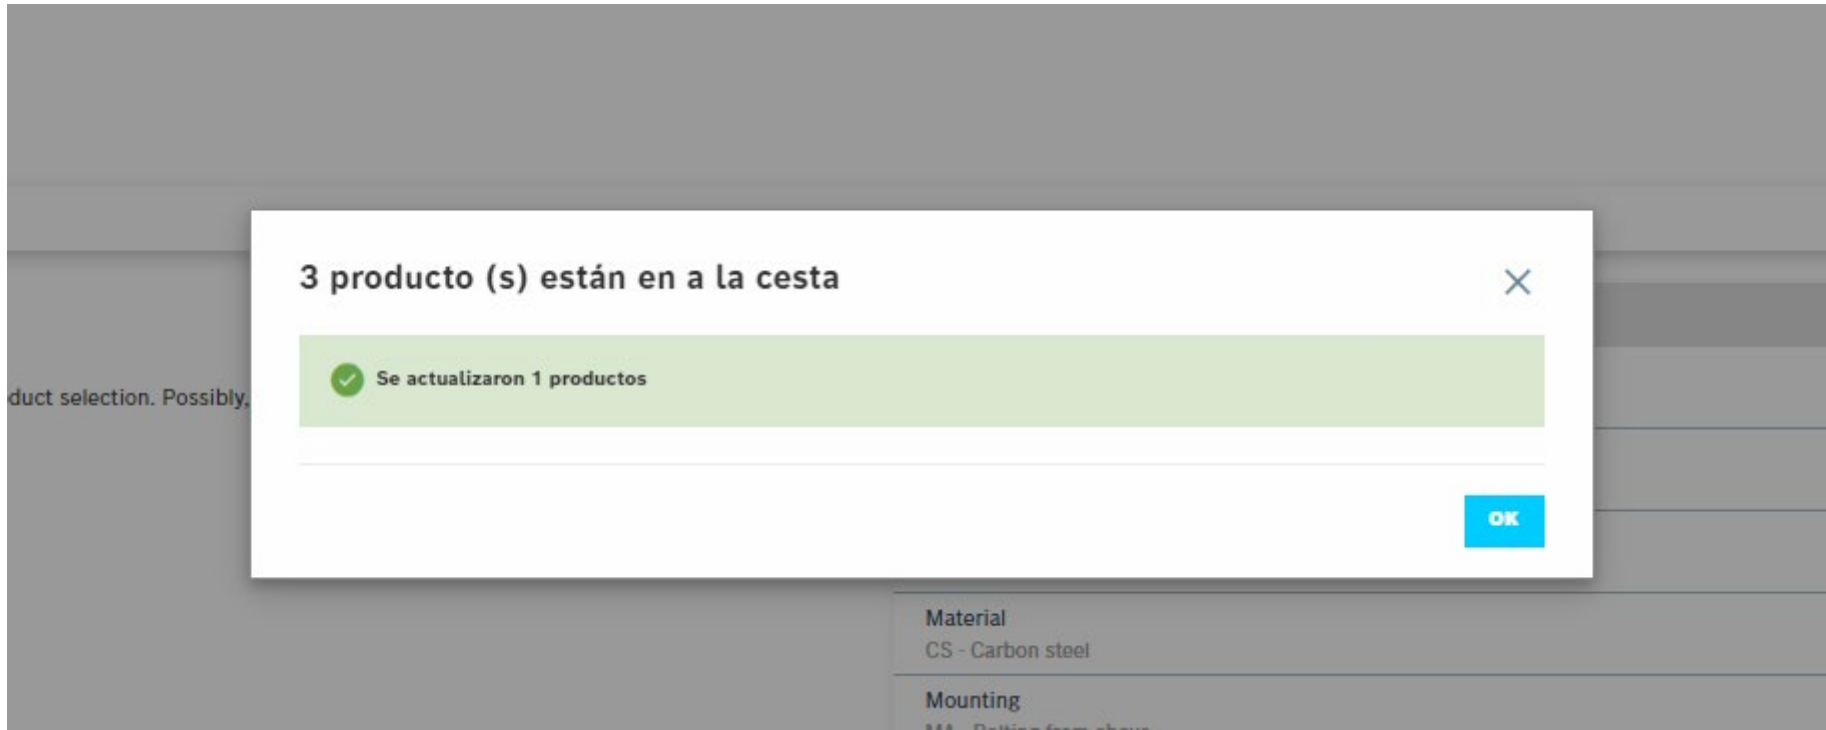 3 producto (s) están en a la cesta
Se actualizaron 1 productos
duct selection. Possibly,
OK
Material
CS - Carbon steel
Mounting